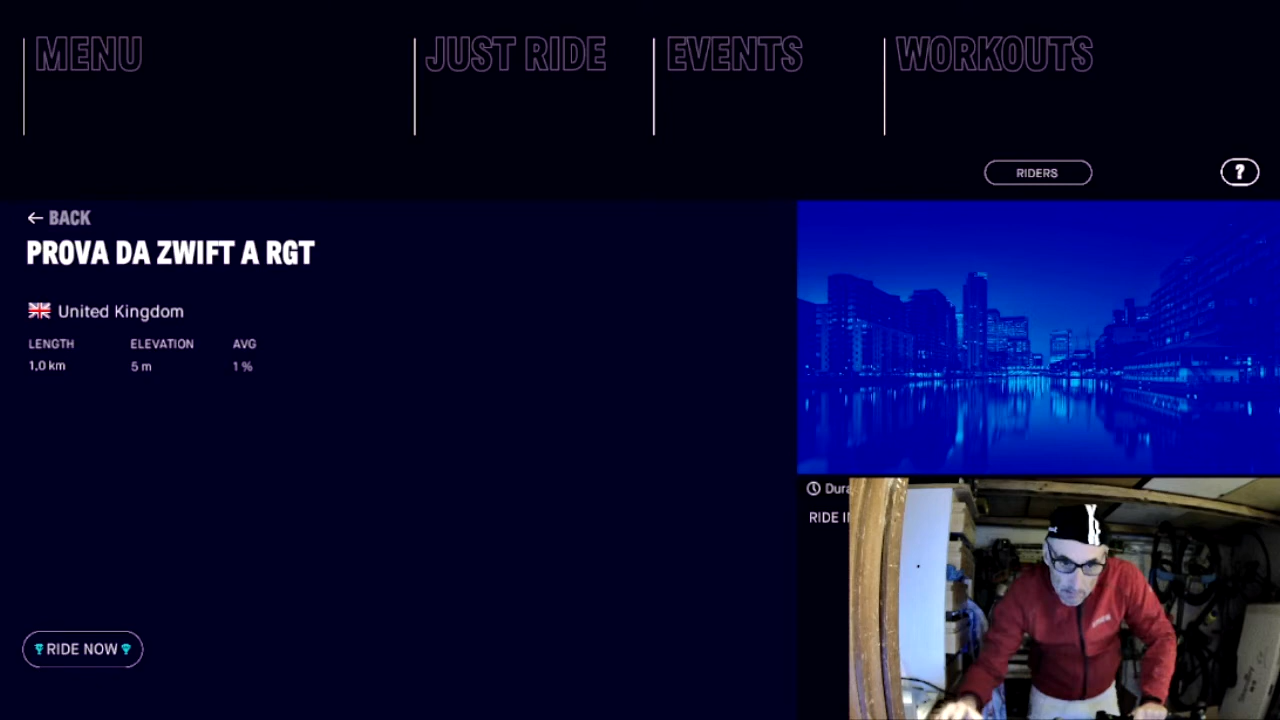 MENU
JUST RIDE
EVENTS
WORKOUTS
RIDERS
?
← BACK
PROVA DA ZWIFT A RGT
United Kingdom
LENGTH ELEVATION AVG
1,0 km 5 m 1 %
RIDE NOW